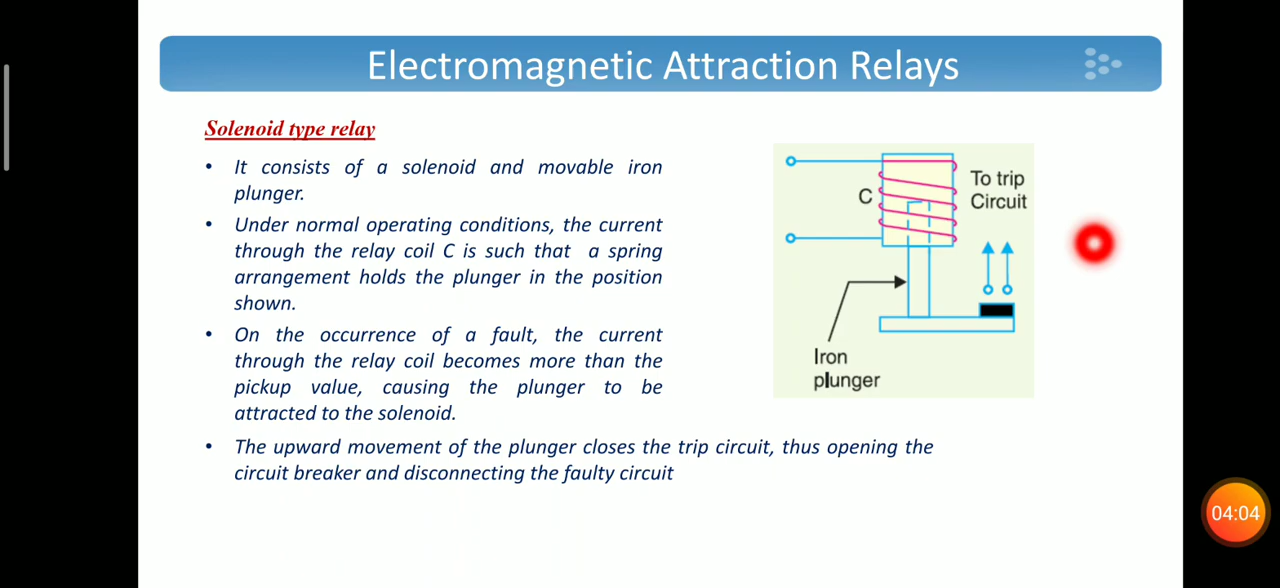 Electromagnetic Attraction Relays
Solenoid type relay
• It consists of a solenoid and movable iron
plunger.
• Under normal operating conditions, the current
through the relay coil C is such that a spring
arrangement holds the plunger in the position
shown.
• On the occurrence of a fault, the current
through the relay coil becomes more than the
pickup value, causing the plunger to be
attracted to the solenoid.
• The upward movement of the plunger closes the trip circuit, thus opening the
circuit breaker and disconnecting the faulty circuit
C
To trip
Circuit
Iron
plunger
04:04